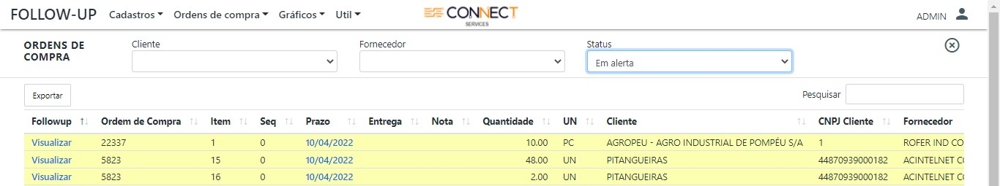 FOLLOW-UP Cadastros Ordens de compra Gráficos Util CONNECT SERVICES ADMIN
ORDENS DE COMPRA
Cliente Fornecedor Status
Em alerta
Exportar Pesquisar
Followup Ordem de Compra Item Seq Prazo Entrega Nota Quantidade UN Cliente CNPJ Cliente Fornecedor
Visualizar 22337 1 0 10/04/2022 10.00 PC AGROPEU - AGRO INDUSTRIAL DE POMPÉU S/A 1 ROFER IND CO
Visualizar 5823 15 0 10/04/2022 48.00 UN PITANGUEIRAS 44870939000182 ACINTELNET CO
Visualizar 5823 16 0 10/04/2022 2.00 UN PITANGUEIRAS 44870939000182 ACINTELNET CO